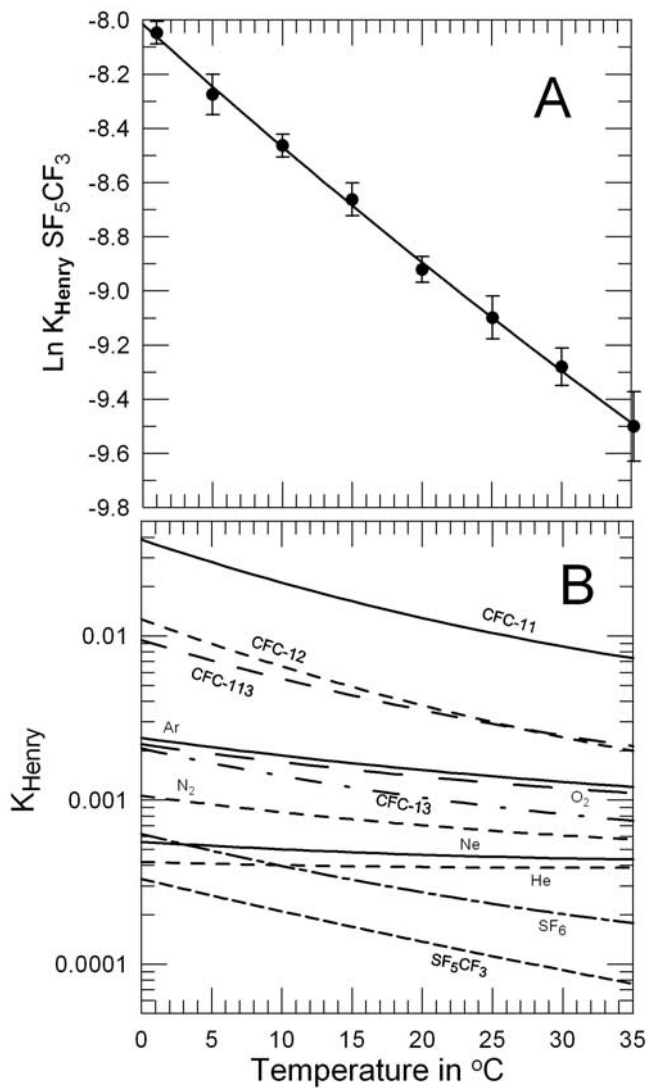 -8.0
-8.2
-8.4
-8.6
-8.8
-9.0
-9.2
-9.4
-9.6
-9.8
Ln K_Henry SF₅CF₃
A
B
0.01
0.001
0.0001
K_Henry
CFC-11
CFC-12
CFC-113
Ar
O₂
CFC-13
N₂
Ne
He
SF₆
SF₅CF₃
0 5 10 15 20 25 30 35
Temperature in °C